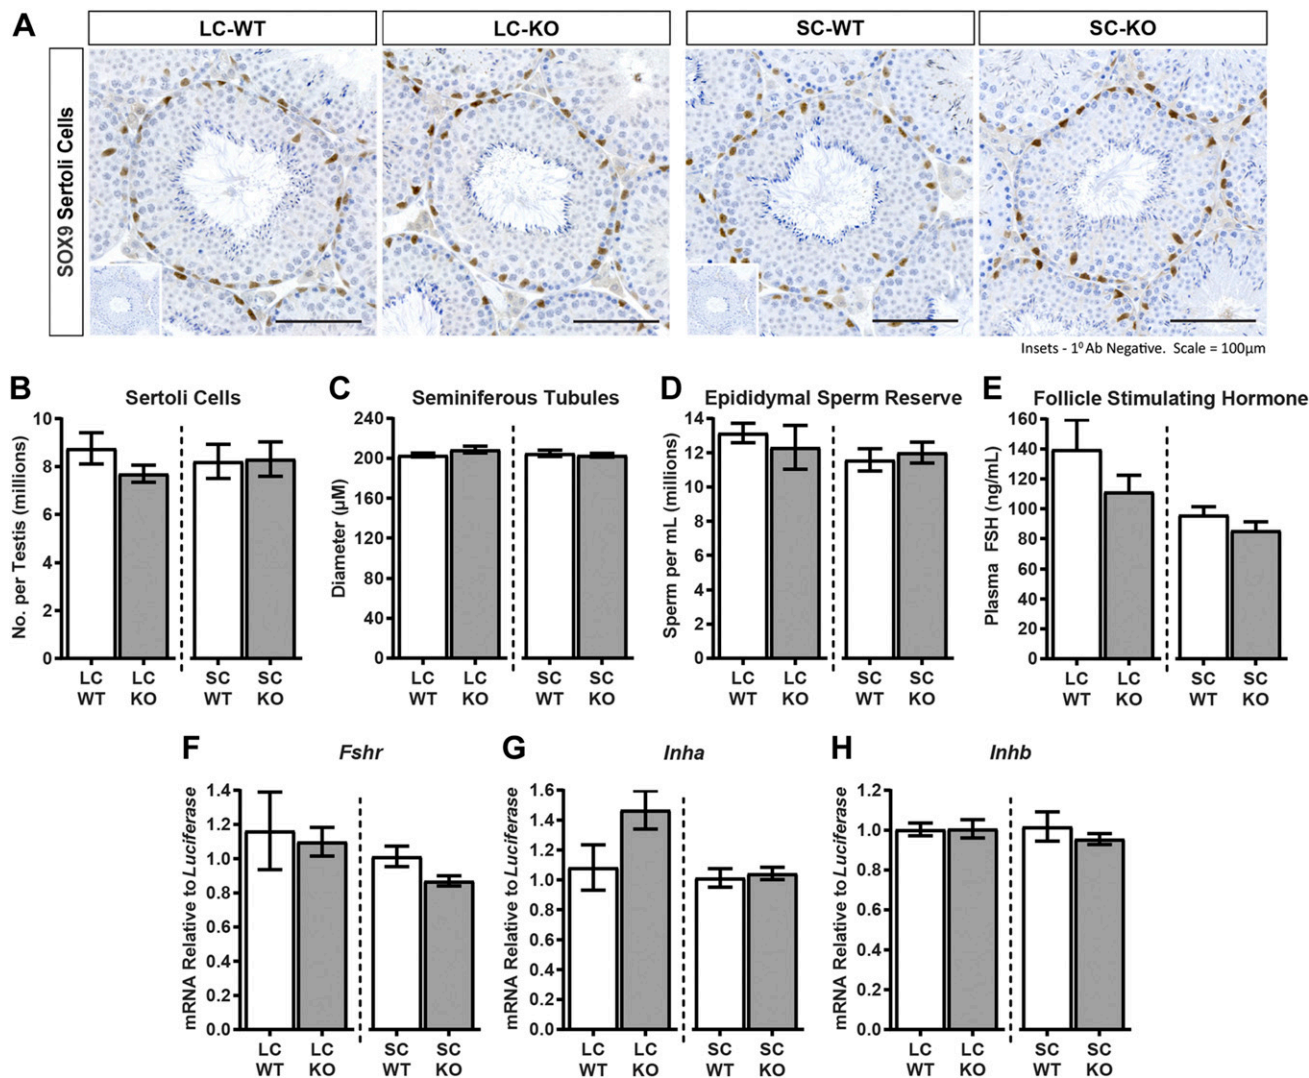 A
LC-WT
LC-KO
SC-WT
SC-KO
SOX9 Sertoli Cells
Insets - 1⁰ Ab Negative. Scale = 100µm
B
Sertoli Cells
No. per Testis (millions)
10
8
6
4
2
0
LC WT
LC KO
SC WT
SC KO
C
Seminiferous Tubules
Diameter (µM)
240
200
160
120
80
40
0
LC WT
LC KO
SC WT
SC KO
D
Epididymal Sperm Reserve
Sperm per mL (millions)
14
12
10
8
6
4
2
0
LC WT
LC KO
SC WT
SC KO
E
Follicle Stimulating Hormone
Plasma FSH (ng/mL)
160
140
120
100
80
60
40
20
0
LC WT
LC KO
SC WT
SC KO
F
Fshr
mRNA Relative to Luciferase
1.4
1.2
1.0
0.8
0.6
0.4
0.2
0.0
LC WT
LC KO
SC WT
SC KO
G
Inha
mRNA Relative to Luciferase
1.6
1.4
1.2
1.0
0.8
0.6
0.4
0.2
0.0
LC WT
LC KO
SC WT
SC KO
H
Inhb
mRNA Relative to Luciferase
1.2
1.0
0.8
0.6
0.4
0.2
0.0
LC WT
LC KO
SC WT
SC KO